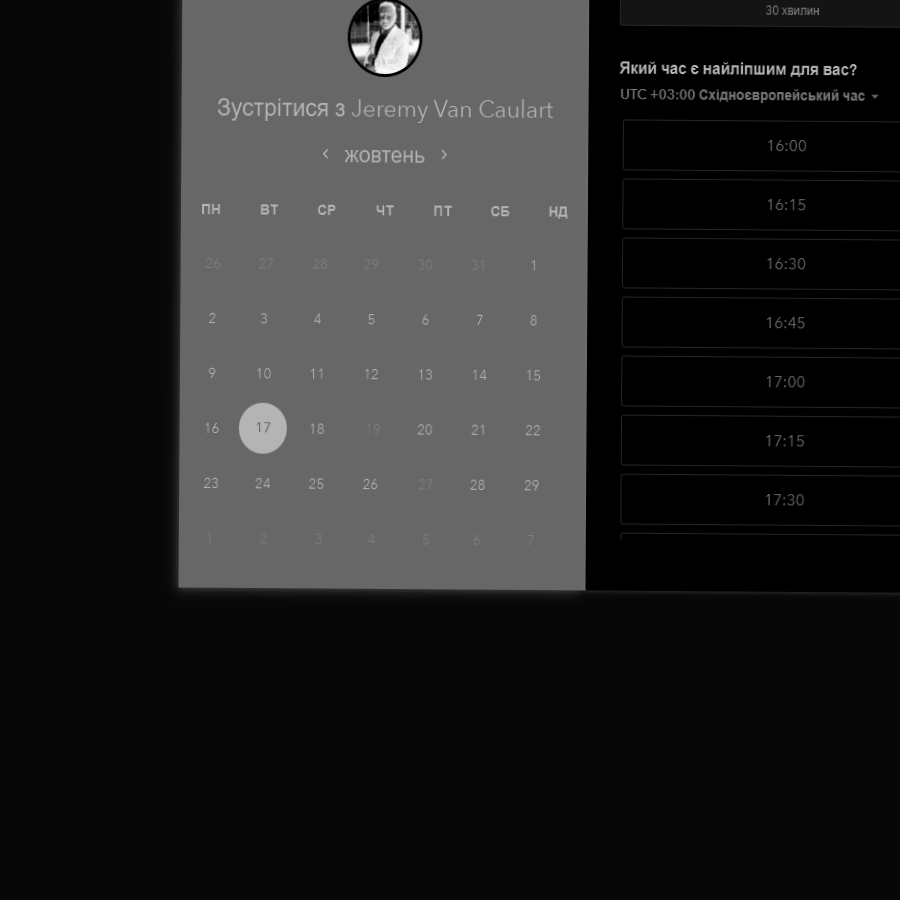 Зустрітися з Jeremy Van Caulart
жовтень
ПН ВТ СР ЧТ ПТ СБ НД
26 27 28 29 30 31 1
2 3 4 5 6 7 8
9 10 11 12 13 14 15
16 17 18 19 20 21 22
23 24 25 26 27 28 29
1 2 3 4 5 6 7
30 хвилин
Який час є найліпшим для вас?
UTC +03:00 Східноєвропейський час
16:00
16:15
16:30
16:45
17:00
17:15
17:30